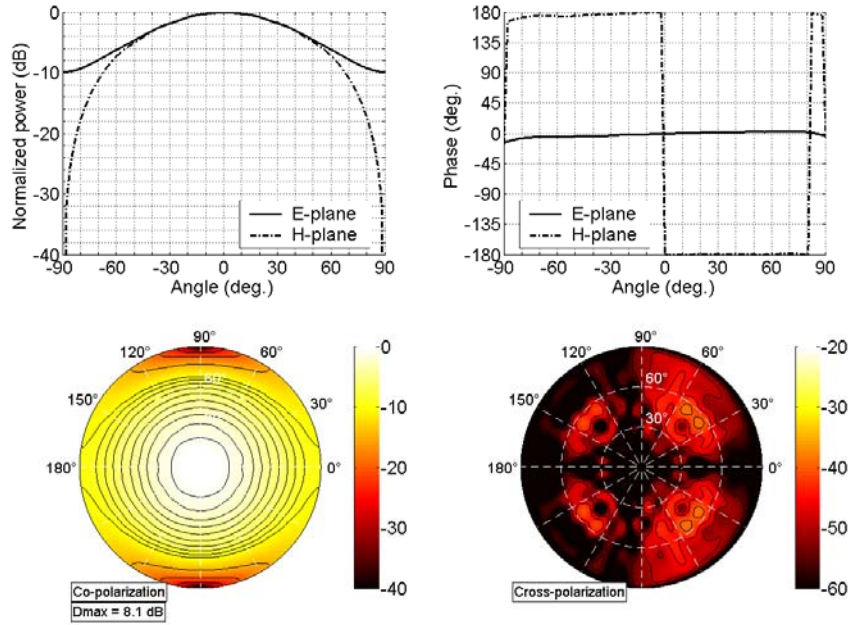 Normalized power (dB)
0
-10
-20
-30
-40
E-plane
H-plane
-90 -60 -30 0 30 60 90
Angle (deg.)
Phase (deg.)
180
135
90
45
0
-45
-90
-135
-180
E-plane
H-plane
-90 -60 -30 0 30 60 90
Angle (deg.)
90°
120° 60°
150° 30°
180° 0°
60
Co-polarization
Dmax = 8.1 dB
-0
-10
-20
-30
-40
90°
120° 60°
150° 30°
180° 0°
60°
30°
Cross-polarization
-20
-30
-40
-50
-60